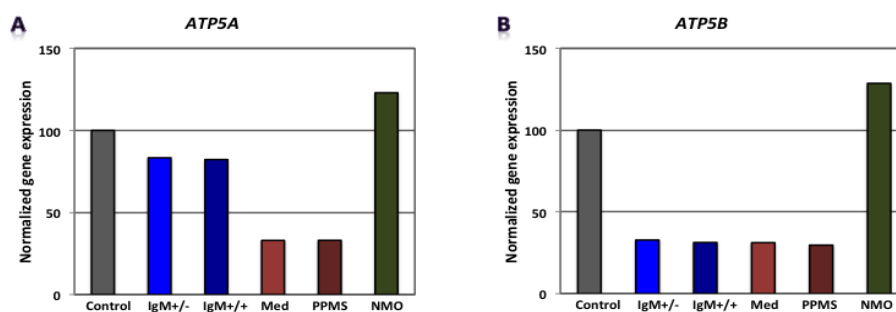 A
ATP5A
Normalized gene expression
150
100
50
0
Control IgM+/- IgM+/+ Med PPMS NMO
B
ATP5B
Normalized gene expression
150
100
50
0
Control IgM+/- IgM+/+ Med PPMS NMO